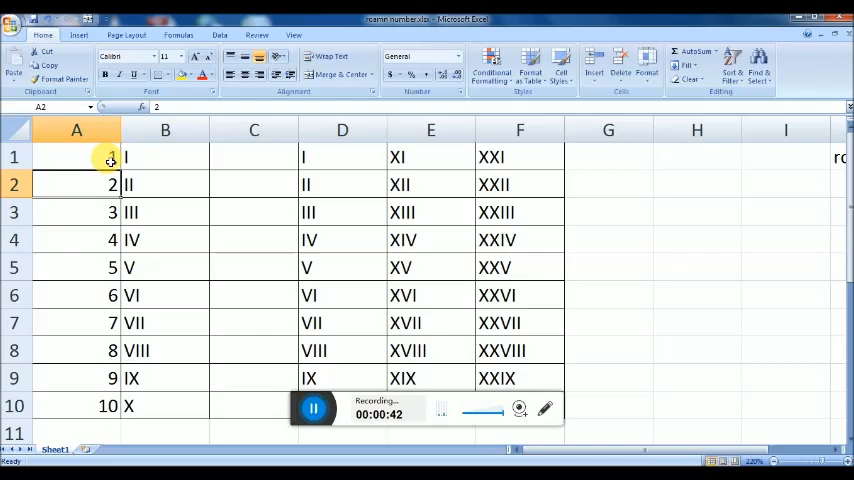 roamn number.xlsx - Microsoft Excel
Home Insert Page Layout Formulas Data Review View
Cut
Copy
Format Painter
Paste
Clipboard
Calibri 11
B I U
Font
Wrap Text
Merge & Center
Alignment
General
$ % ,
Number
Conditional Formatting
Format as Table
Cell Styles
Styles
Insert Delete Format
Cells
AutoSum
Fill
Clear
Sort & Filter
Find & Select
Editing
A2 fx 2
A B C D E F G H I
1 1 I I XI XXI ro
2 2 II II XII XXII
3 3 III III XIII XXIII
4 4 IV IV XIV XXIV
5 5 V V XV XXV
6 6 VI VI XVI XXVI
7 7 VII VII XVII XXVII
8 8 VIII VIII XVIII XXVIII
9 9 IX IX XIX XXIX
10 10 X
11
Recording...
00:00:42
Sheet1
Ready 220%